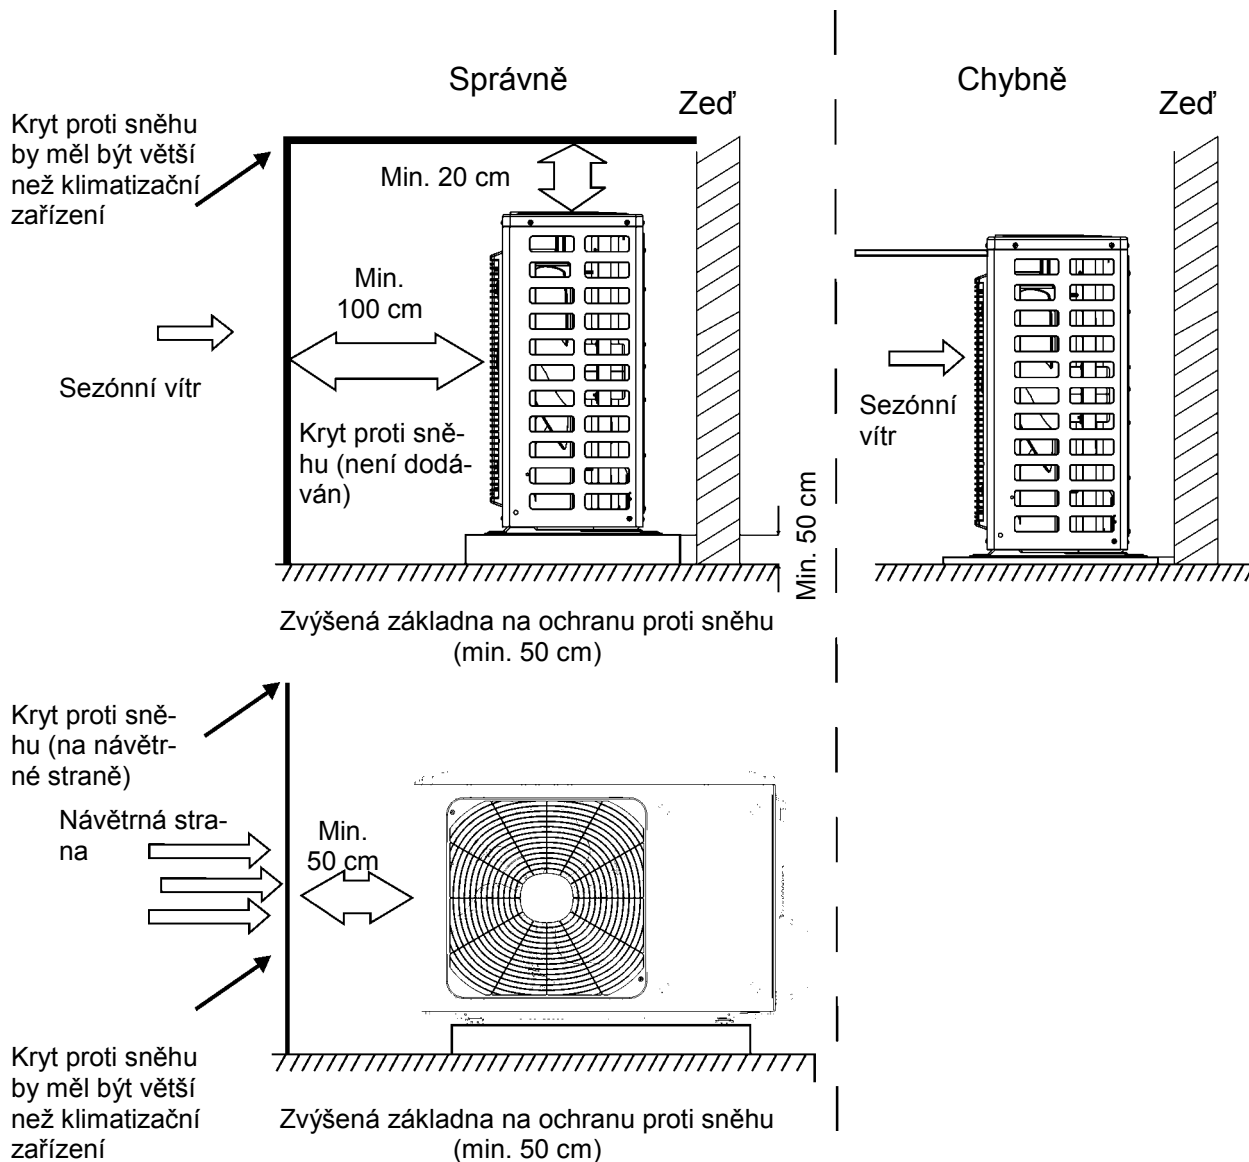 Správně
Zeď
Kryt proti sněhu
by měl být větší
než klimatizační
zařízení
Min. 20 cm
Min.
100 cm
Sezónní vítr
Kryt proti sně-
hu (není dodá-
ván)
Min. 50 cm
Zvýšená základna na ochranu proti sněhu
(min. 50 cm)
Chybně
Zeď
Sezónní
vítr
Kryt proti sně-
hu (na návětr-
né straně)
Návětrná stra-
na
Min.
50 cm
Kryt proti sněhu
by měl být větší
než klimatizační
zařízení
Zvýšená základna na ochranu proti sněhu
(min. 50 cm)